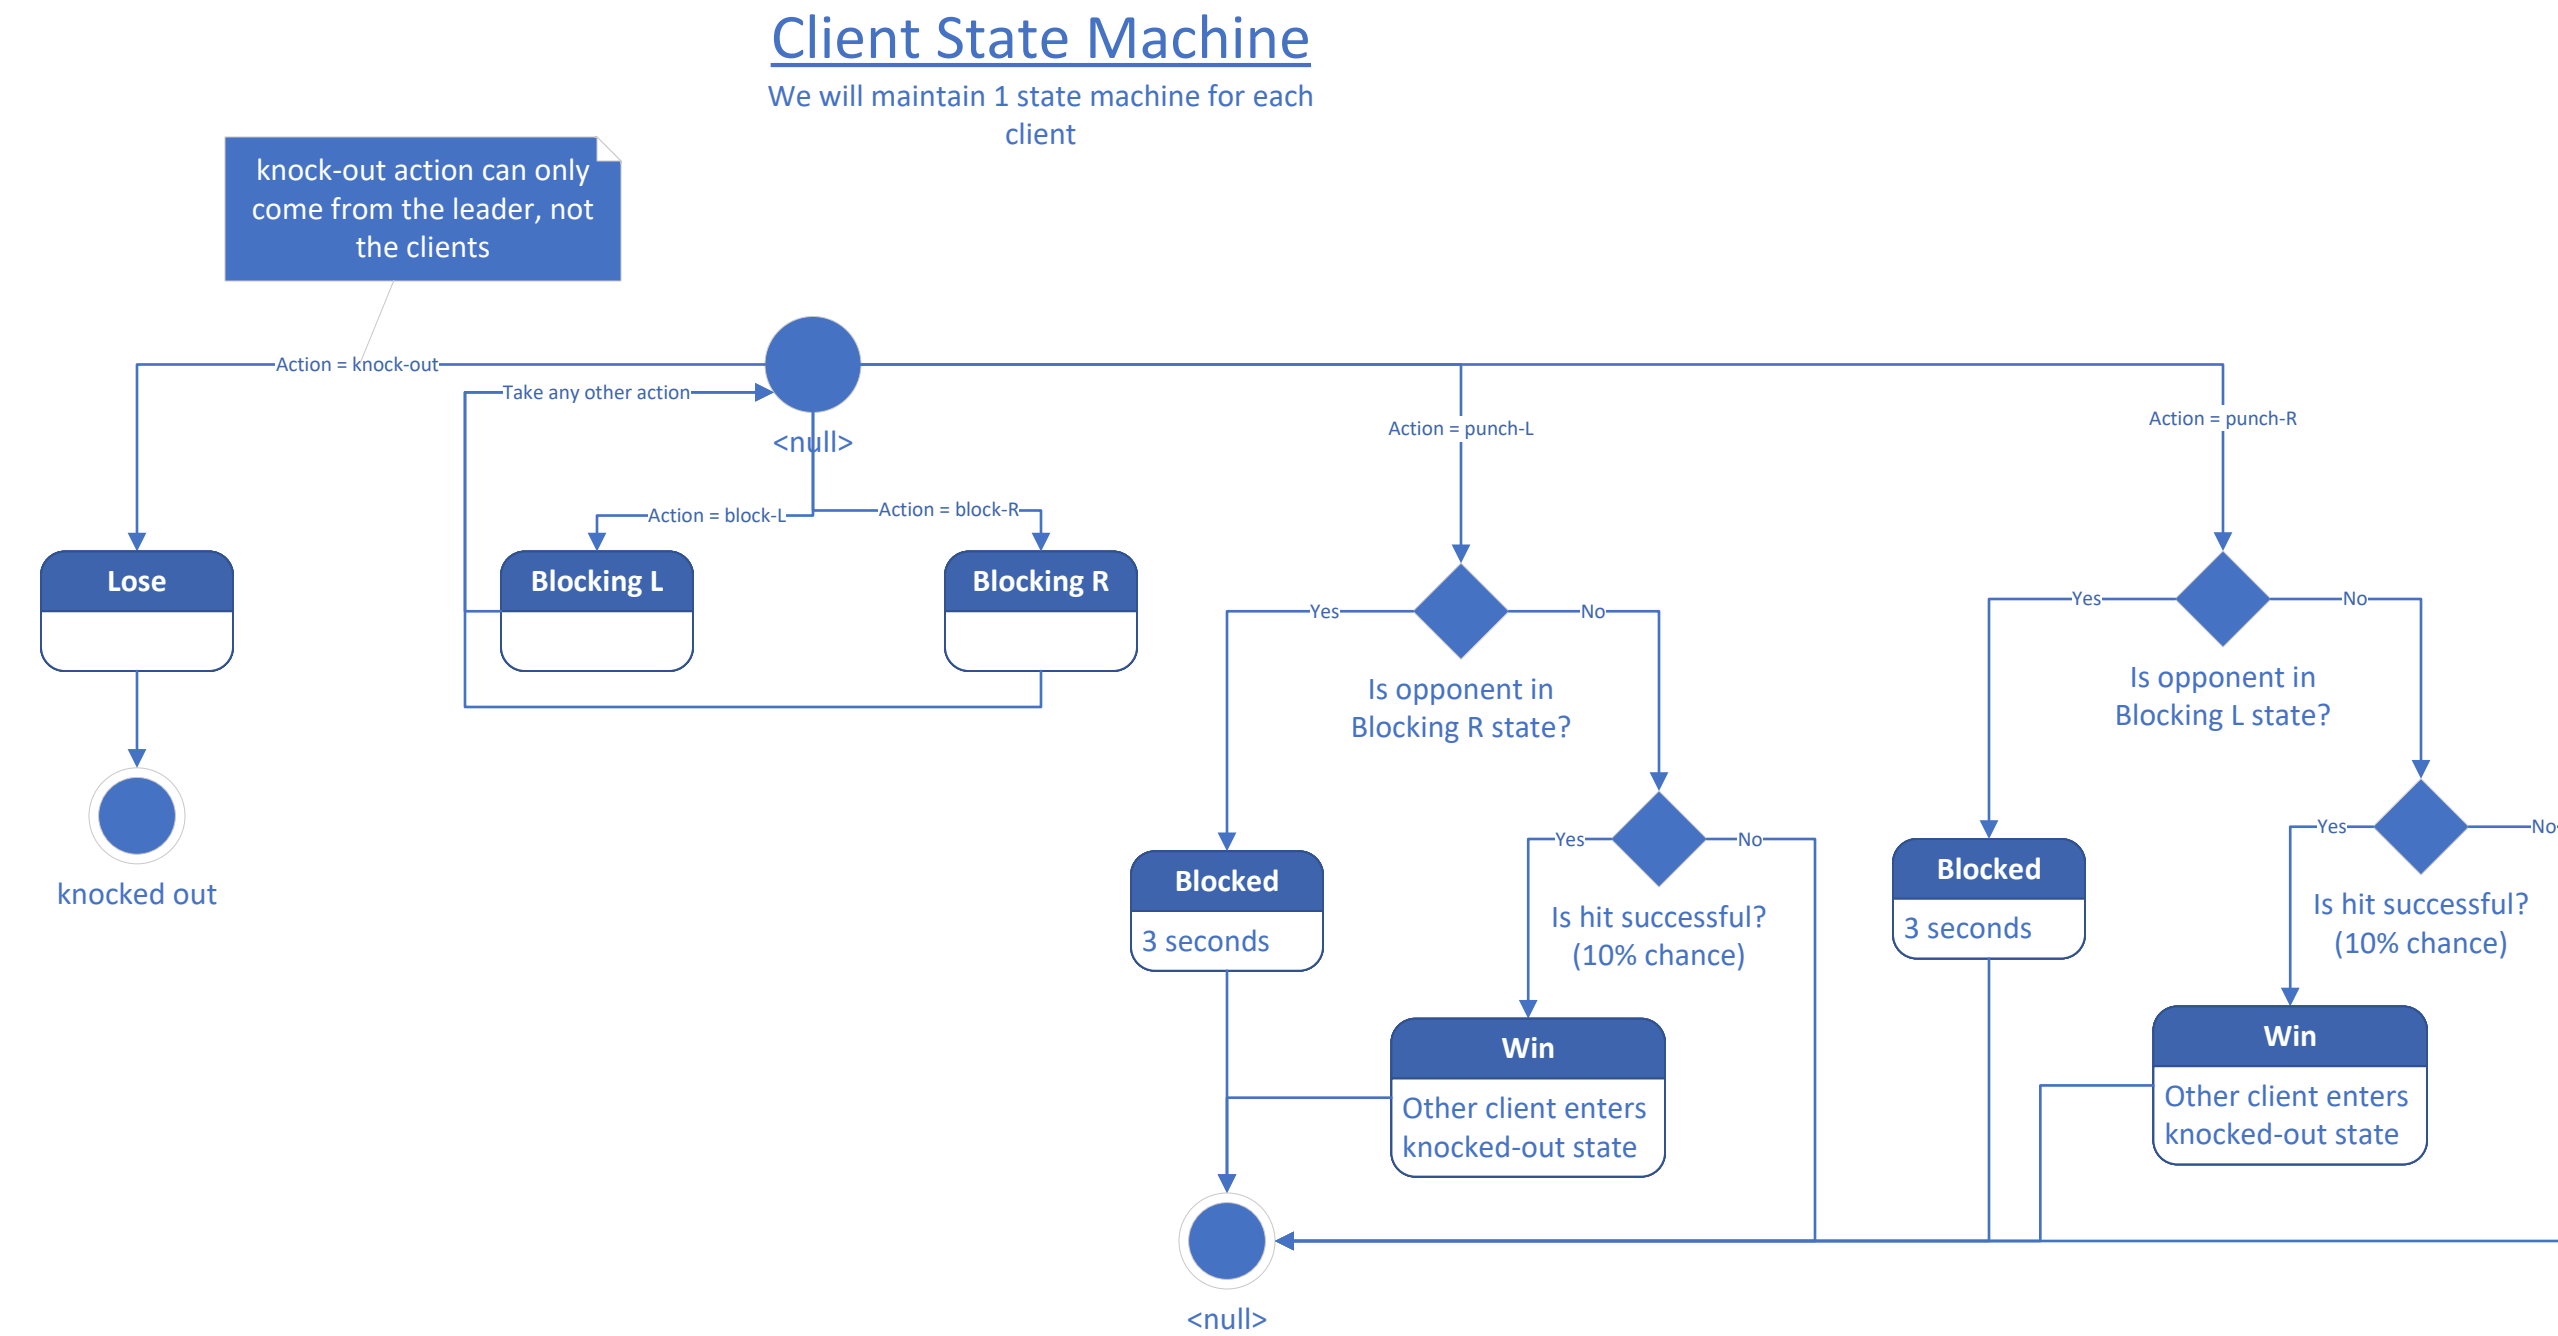 Client State Machine
We will maintain 1 state machine for each
client
knock-out action can only
come from the leader, not
the clients
Action = knock-out
Take any other action
<null>
Action = punch-L
Action = punch-R
Action = block-L
Action = block-R
Lose
Blocking L
Blocking R
Yes
No
Yes
No
Is opponent in
Blocking R state?
Is opponent in
Blocking L state?
knocked out
Yes
No
Yes
No
Blocked
3 seconds
Is hit successful?
(10% chance)
Blocked
3 seconds
Is hit successful?
(10% chance)
Win
Other client enters
knocked-out state
Win
Other client enters
knocked-out state
<null>